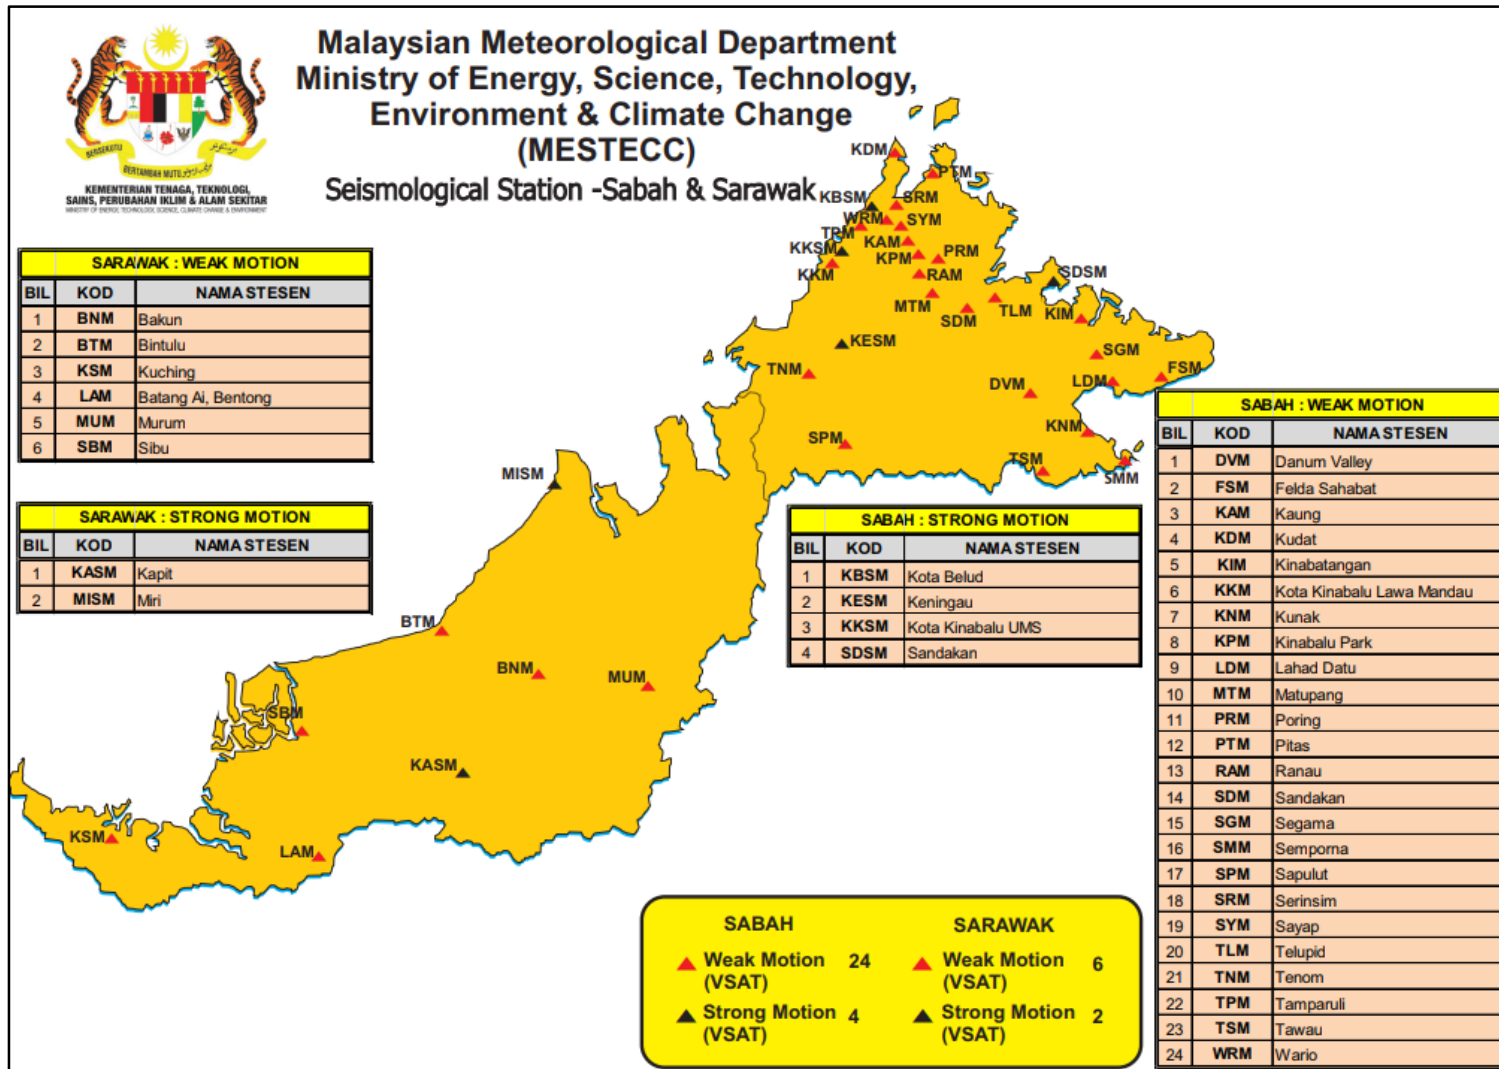 Malaysian Meteorological Department
Ministry of Energy, Science, Technology,
Environment & Climate Change
(MESTECC)
Seismological Station -Sabah & Sarawak
BERSEKUTU
BERTAMBAH MUTU
KEMENTERIAN TENAGA, TEKNOLOGI,
SAINS, PERUBAHAN IKLIM & ALAM SEKITAR
MINISTRY OF ENERGY, TECHNOLOGY, SCIENCE, CLIMATE CHANGE & ENVIRONMENT
SARAWAK : WEAK MOTION
BIL KOD NAMA STESEN
1 BNM Bakun
2 BTM Bintulu
3 KSM Kuching
4 LAM Batang Ai, Bentong
5 MUM Murum
6 SBM Sibu
SARAWAK : STRONG MOTION
BIL KOD NAMA STESEN
1 KASM Kapit
2 MISM Miri
KDM
PTM
KBSM
SRM
WRM
SYM
TPM
KAM
KKSM
KPM
PRM
KKM
RAM
SDSM
MTM
SDM
TLM
KIM
KESM
SGM
TNM
FSM
DVM
LDM
KNM
SPM
TSM
SMM
MISM
BTM
BNM
MUM
SBM
KASM
KSM
LAM
SABAH : STRONG MOTION
BIL KOD NAMA STESEN
1 KBSM Kota Belud
2 KESM Keningau
3 KKSM Kota Kinabalu UMS
4 SDSM Sandakan
SABAH : WEAK MOTION
BIL KOD NAMA STESEN
1 DVM Danum Valley
2 FSM Felda Sahabat
3 KAM Kaung
4 KDM Kudat
5 KIM Kinabatangan
6 KKM Kota Kinabalu Lawa Mandau
7 KNM Kunak
8 KPM Kinabalu Park
9 LDM Lahad Datu
10 MTM Matupang
11 PRM Poring
12 PTM Pitas
13 RAM Ranau
14 SDM Sandakan
15 SGM Segama
16 SMM Semporna
17 SPM Sapulut
18 SRM Serinsim
19 SYM Sayap
20 TLM Telupid
21 TNM Tenom
22 TPM Tamparuli
23 TSM Tawau
24 WRM Wario
SABAH
Weak Motion 24
(VSAT)
Strong Motion 4
(VSAT)
SARAWAK
Weak Motion 6
(VSAT)
Strong Motion 2
(VSAT)